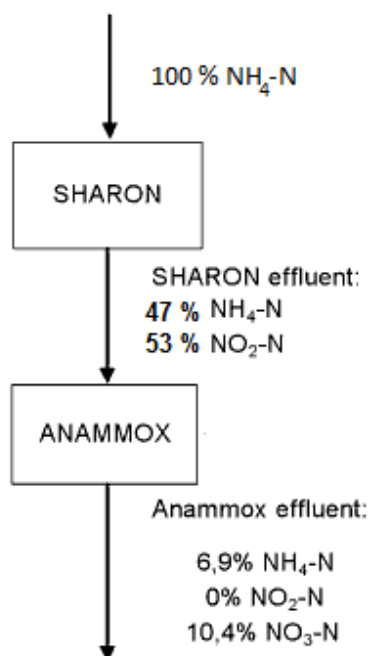 100 % NH₄-N
SHARON
SHARON effluent:
47 % NH₄-N
53 % NO₂-N
ANAMMOX
Anammox effluent:
6,9% NH₄-N
0% NO₂-N
10,4% NO₃-N